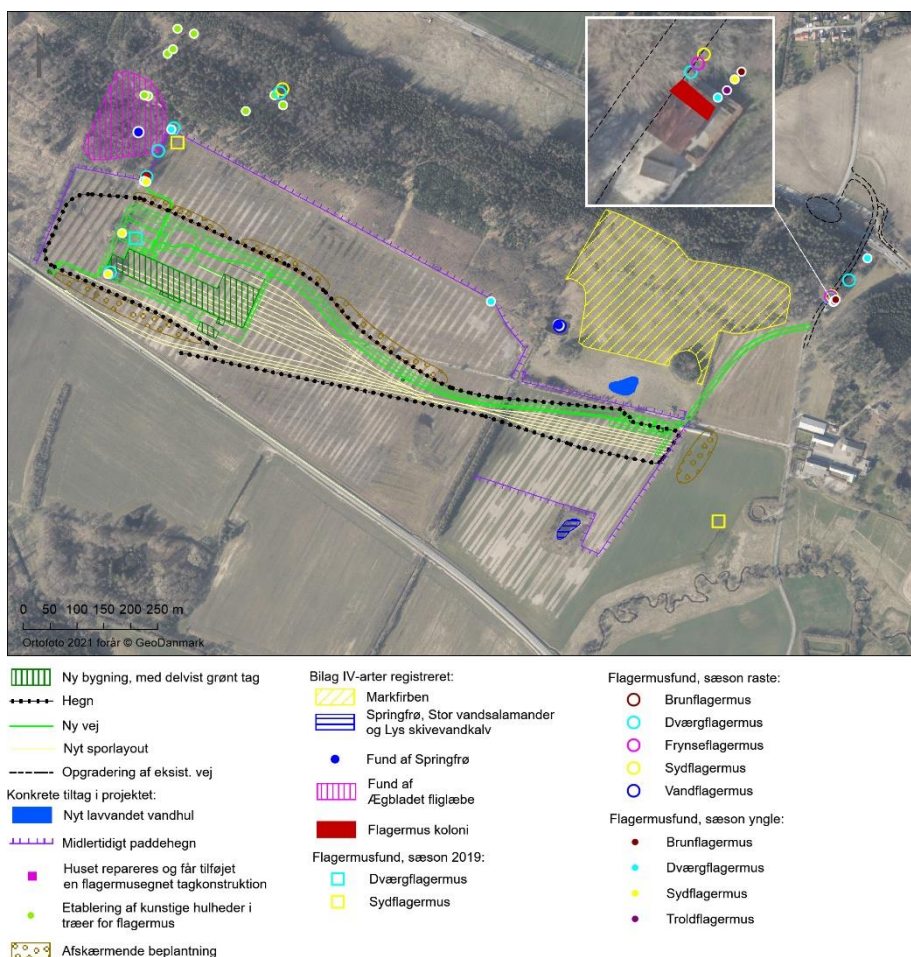 0 50 100 150 200 250 m
Ortofoto 2021 forår © GeoDanmark
Ny bygning, med delvist grønt tag
Hegn
Ny vej
Nyt sporlayout
Opgradering af eksist. vej
Konkrete tiltag i projektet:
Nyt lavvandet vandhul
Midlertidigt paddehegn
Huset repareres og får tilføjet
en flagermusegnet tagkonstruktion
Etablering af kunstige hulheder i
træer for flagermus
Afskærmende beplantning
Bilag IV-arter registreret:
Markfirben
Springfrø, Stor vandsalamander
og Lys skivevandkalv
Fund af Springfrø
Fund af
Ægbladet fliglæbe
Flagermus koloni
Flagermusfund, sæson 2019:
Dværgflagermus
Sydflagermus
Flagermusfund, sæson raste:
Brunflagermus
Dværgflagermus
Frynseflagermus
Sydflagermus
Vandflagermus
Flagermusfund, sæson yngle:
Brunflagermus
Dværgflagermus
Sydflagermus
Troldflagermus